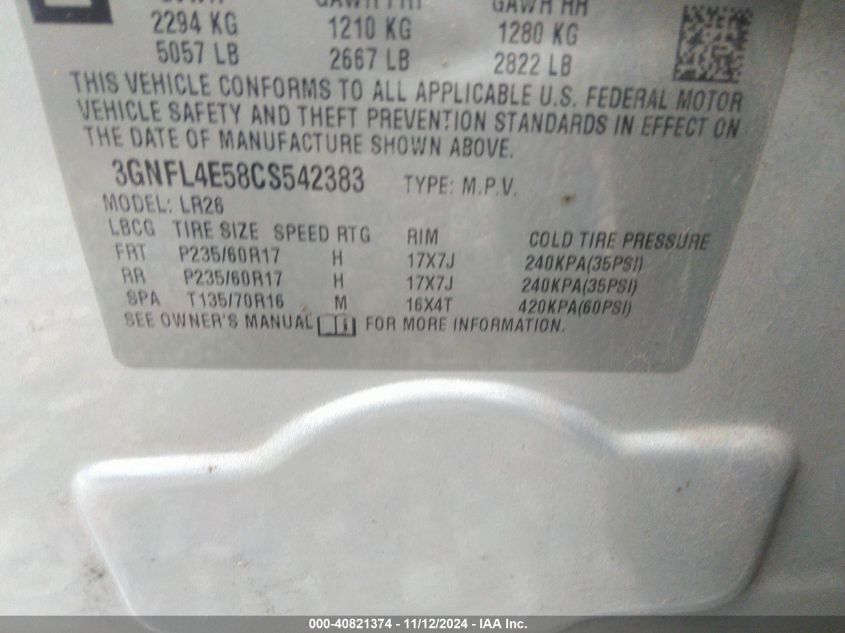 GAWR RR
2294 KG 1210 KG 1280 KG
5057 LB 2667 LB 2822 LB
THIS VEHICLE CONFORMS TO ALL APPLICABLE U.S. FEDERAL MOTOR
VEHICLE SAFETY AND THEFT PREVENTION STANDARDS IN EFFECT ON
THE DATE OF MANUFACTURE SHOWN ABOVE.
3GNFL4E58CS542383 TYPE: M.P.V.
MODEL: LR26
LBCG TIRE SIZE SPEED RTG RIM COLD TIRE PRESSURE
FRT P235/60R17 H 17X7J 240KPA(35PSI)
RR P235/60R17 H 17X7J 240KPA(35PSI)
SPA T135/70R16 M 16X4T 420KPA(60PSI)
SEE OWNER'S MANUAL FOR MORE INFORMATION.
000-40821374 - 11/12/2024 - IAA Inc.